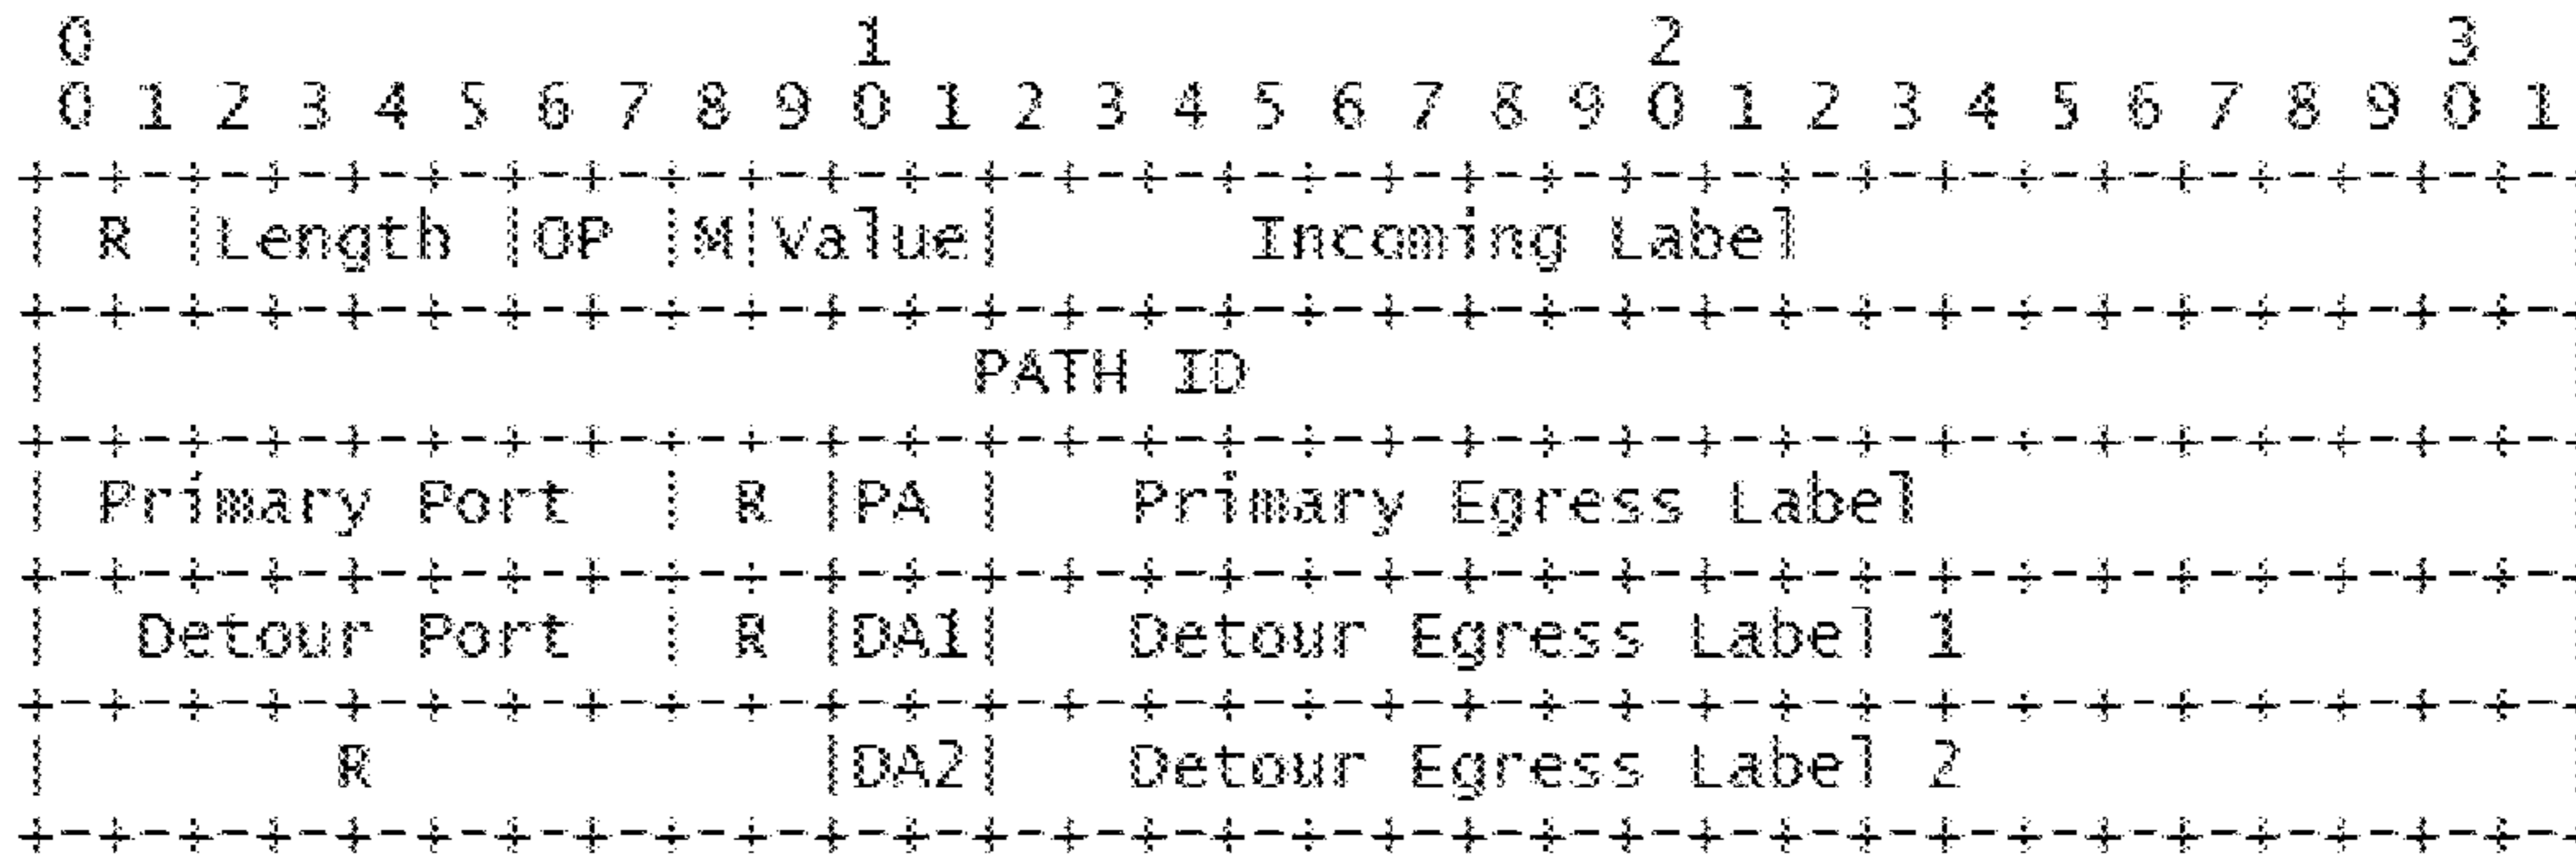 0                   1                   2                   3
 0 1 2 3 4 5 6 7 8 9 0 1 2 3 4 5 6 7 8 9 0 1 2 3 4 5 6 7 8 9 0 1
+-+-+-+-+-+-+-+-+-+-+-+-+-+-+-+-+-+-+-+-+-+-+-+-+-+-+-+-+-+-+-+-
| R |Length |OP |M|Value|      Incoming Label                   |
+-+-+-+-+-+-+-+-+-+-+-+-+-+-+-+-+-+-+-+-+-+-+-+-+-+-+-+-+-+-+-+-
|                       PATH ID                                 |
+-+-+-+-+-+-+-+-+-+-+-+-+-+-+-+-+-+-+-+-+-+-+-+-+-+-+-+-+-+-+-+-
| Primary Port  | R |PA |   Primary Egress Label                |
+-+-+-+-+-+-+-+-+-+-+-+-+-+-+-+-+-+-+-+-+-+-+-+-+-+-+-+-+-+-+-+-
|  Detour Port  | R |DA1|   Detour Egress Label 1               |
+-+-+-+-+-+-+-+-+-+-+-+-+-+-+-+-+-+-+-+-+-+-+-+-+-+-+-+-+-+-+-+-
|       R           |DA2|   Detour Egress Label 2               |
+-+-+-+-+-+-+-+-+-+-+-+-+-+-+-+-+-+-+-+-+-+-+-+-+-+-+-+-+-+-+-+-